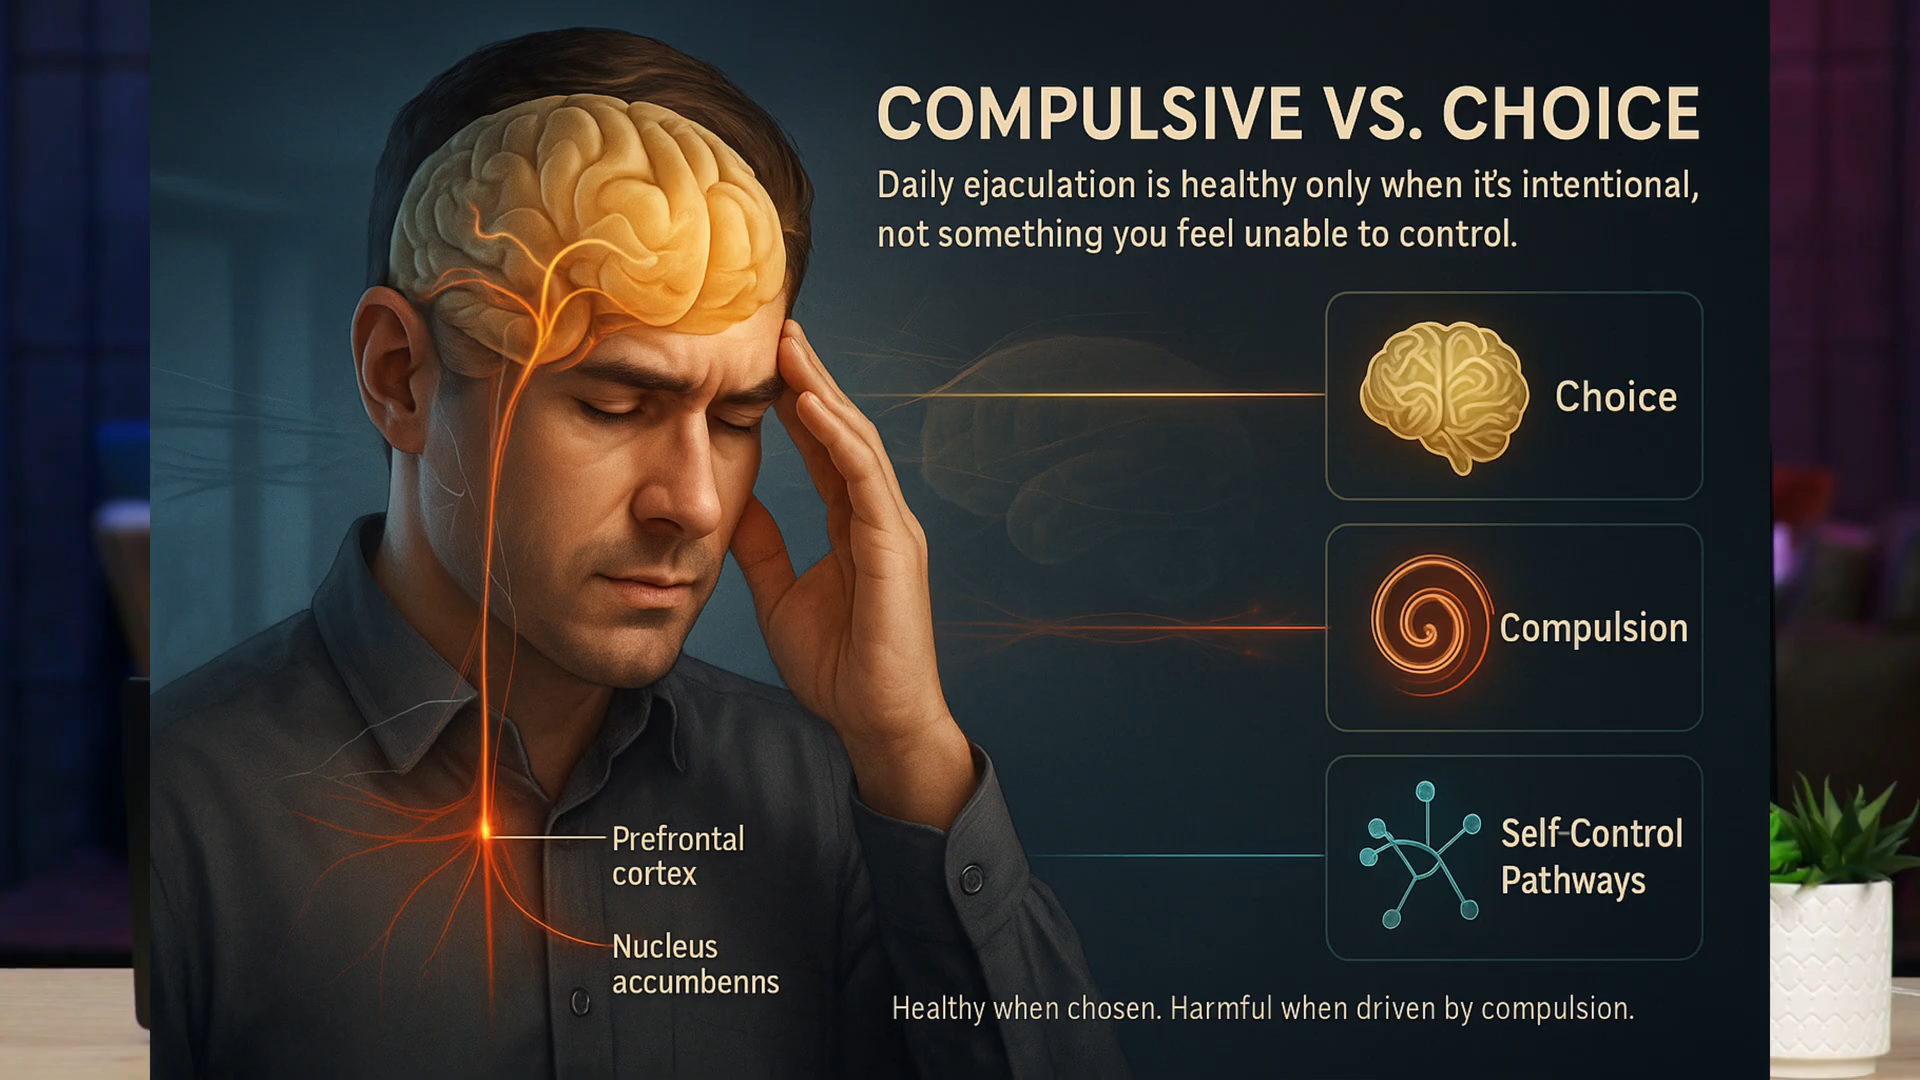 COMPULSIVE VS. CHOICE
Daily ejaculation is healthy only when it's intentional,
not something you feel unable to control.
Choice
Compulsion
Self-Control
Pathways
Prefrontal
cortex
Nucleus
accumbenns
Healthy when chosen. Harmful when driven by compulsion.